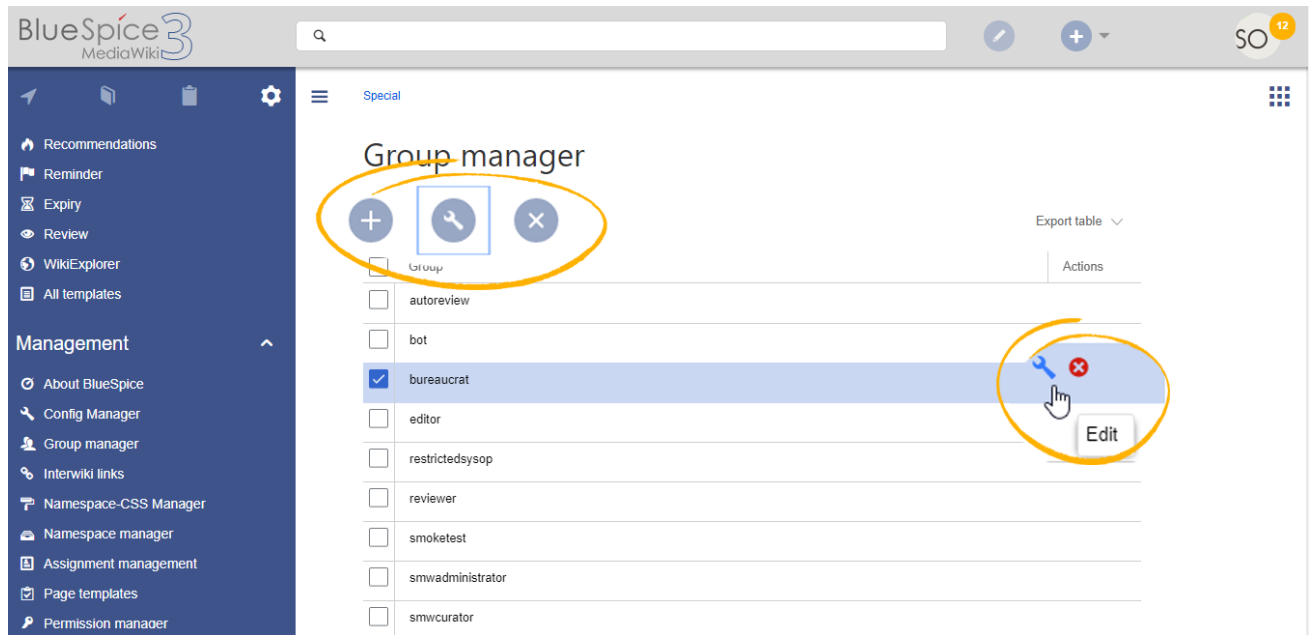 BlueSpice 3
MediaWiki
SO
12
Special
Group manager
Recommendations
Reminder
Expiry
Review
WikiExplorer
All templates
Management
About BlueSpice
Config Manager
Group manager
Interwiki links
Namespace-CSS Manager
Namespace manager
Assignment management
Page templates
Permission manager
Export table
Group
Actions
autoreview
bot
bureaucrat
editor
Edit
restrictedsysop
reviewer
smoketest
smwadministrator
smwcurator